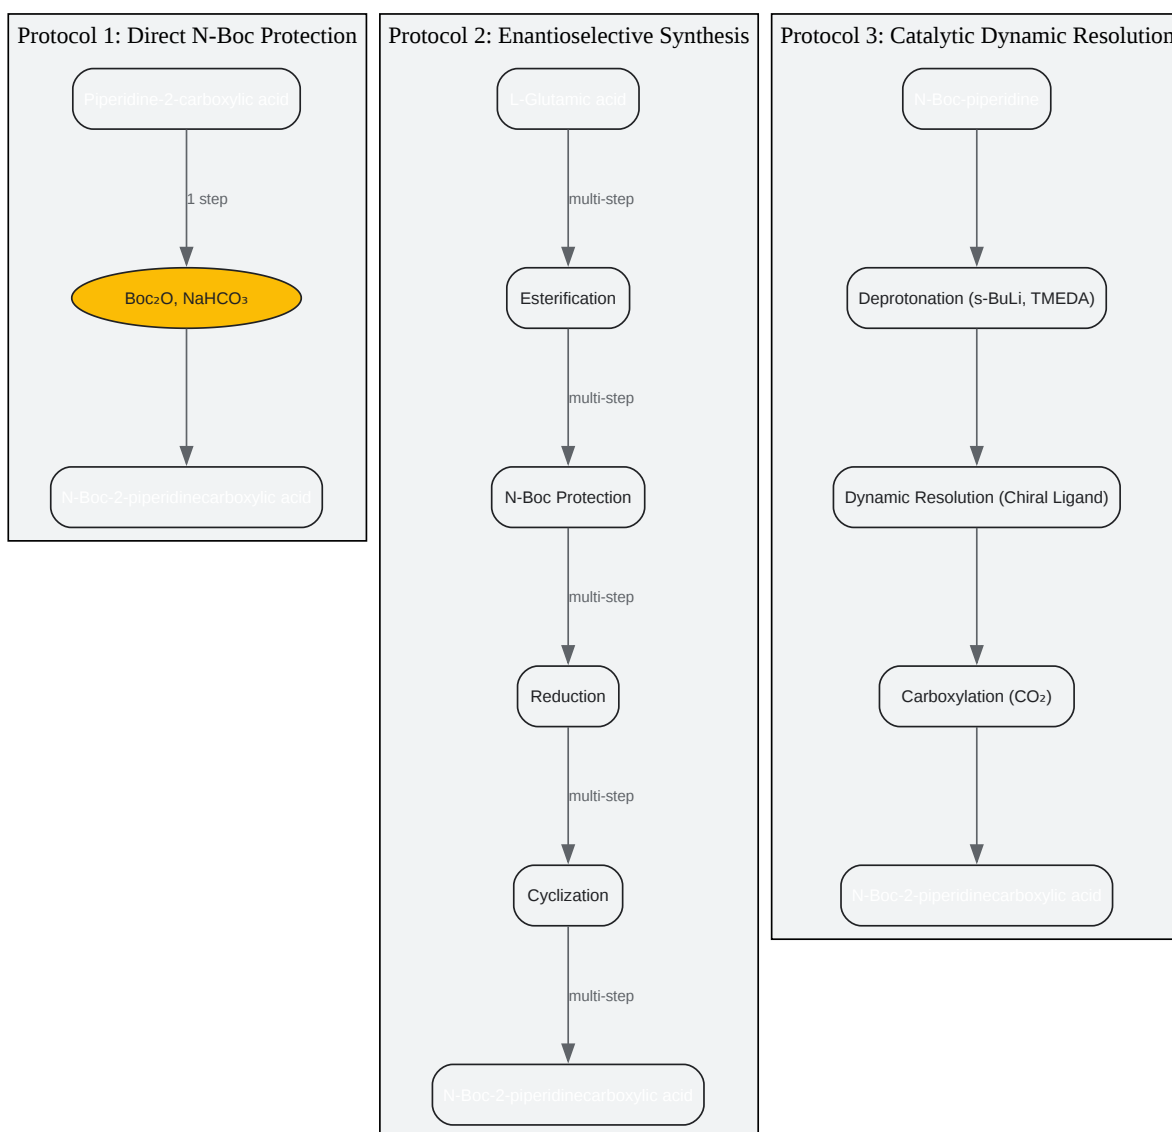 Protocol 1: Direct N-Boc Protection
Piperidine-2-carboxylic acid
1 step
Boc₂O, NaHCO₃
N-Boc-2-piperidinecarboxylic acid
Protocol 2: Enantioselective Synthesis
L-Glutamic acid
multi-step
Esterification
multi-step
N-Boc Protection
multi-step
Reduction
multi-step
Cyclization
multi-step
N-Boc-2-piperidinecarboxylic acid
Protocol 3: Catalytic Dynamic Resolution
N-Boc-piperidine
Deprotonation (s-BuLi, TMEDA)
Dynamic Resolution (Chiral Ligand)
Carboxylation (CO₂)
N-Boc-2-piperidinecarboxylic acid